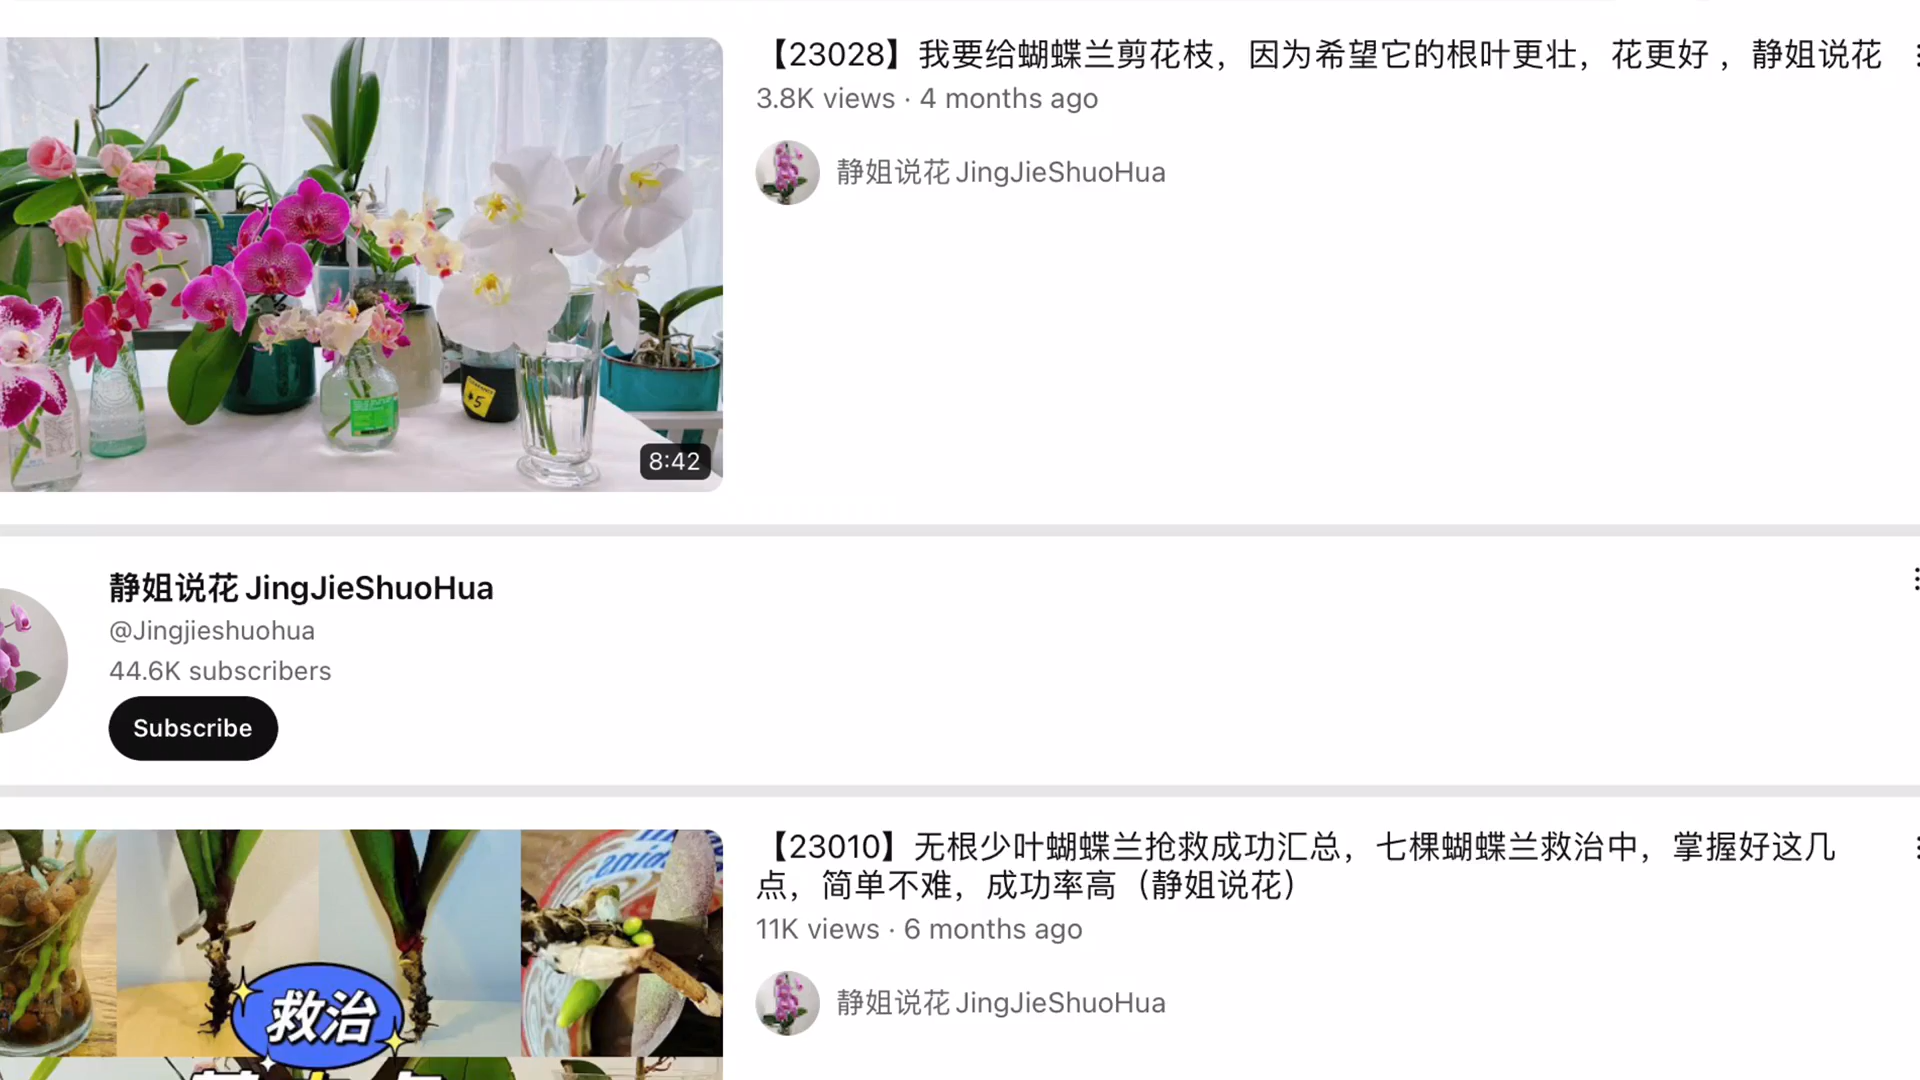 【23028】我要给蝴蝶兰剪花枝，因为希望它的根叶更壮，花更好 ，静姐说花
3.8K views · 4 months ago
静姐说花 JingJieShuoHua
#5
8:42
静姐说花 JingJieShuoHua
@Jingjieshuohua
44.6K subscribers
Subscribe
【23010】无根少叶蝴蝶兰抢救成功汇总，七棵蝴蝶兰救治中，掌握好这几
点，简单不难，成功率高（静姐说花）
11K views · 6 months ago
静姐说花 JingJieShuoHua
救治